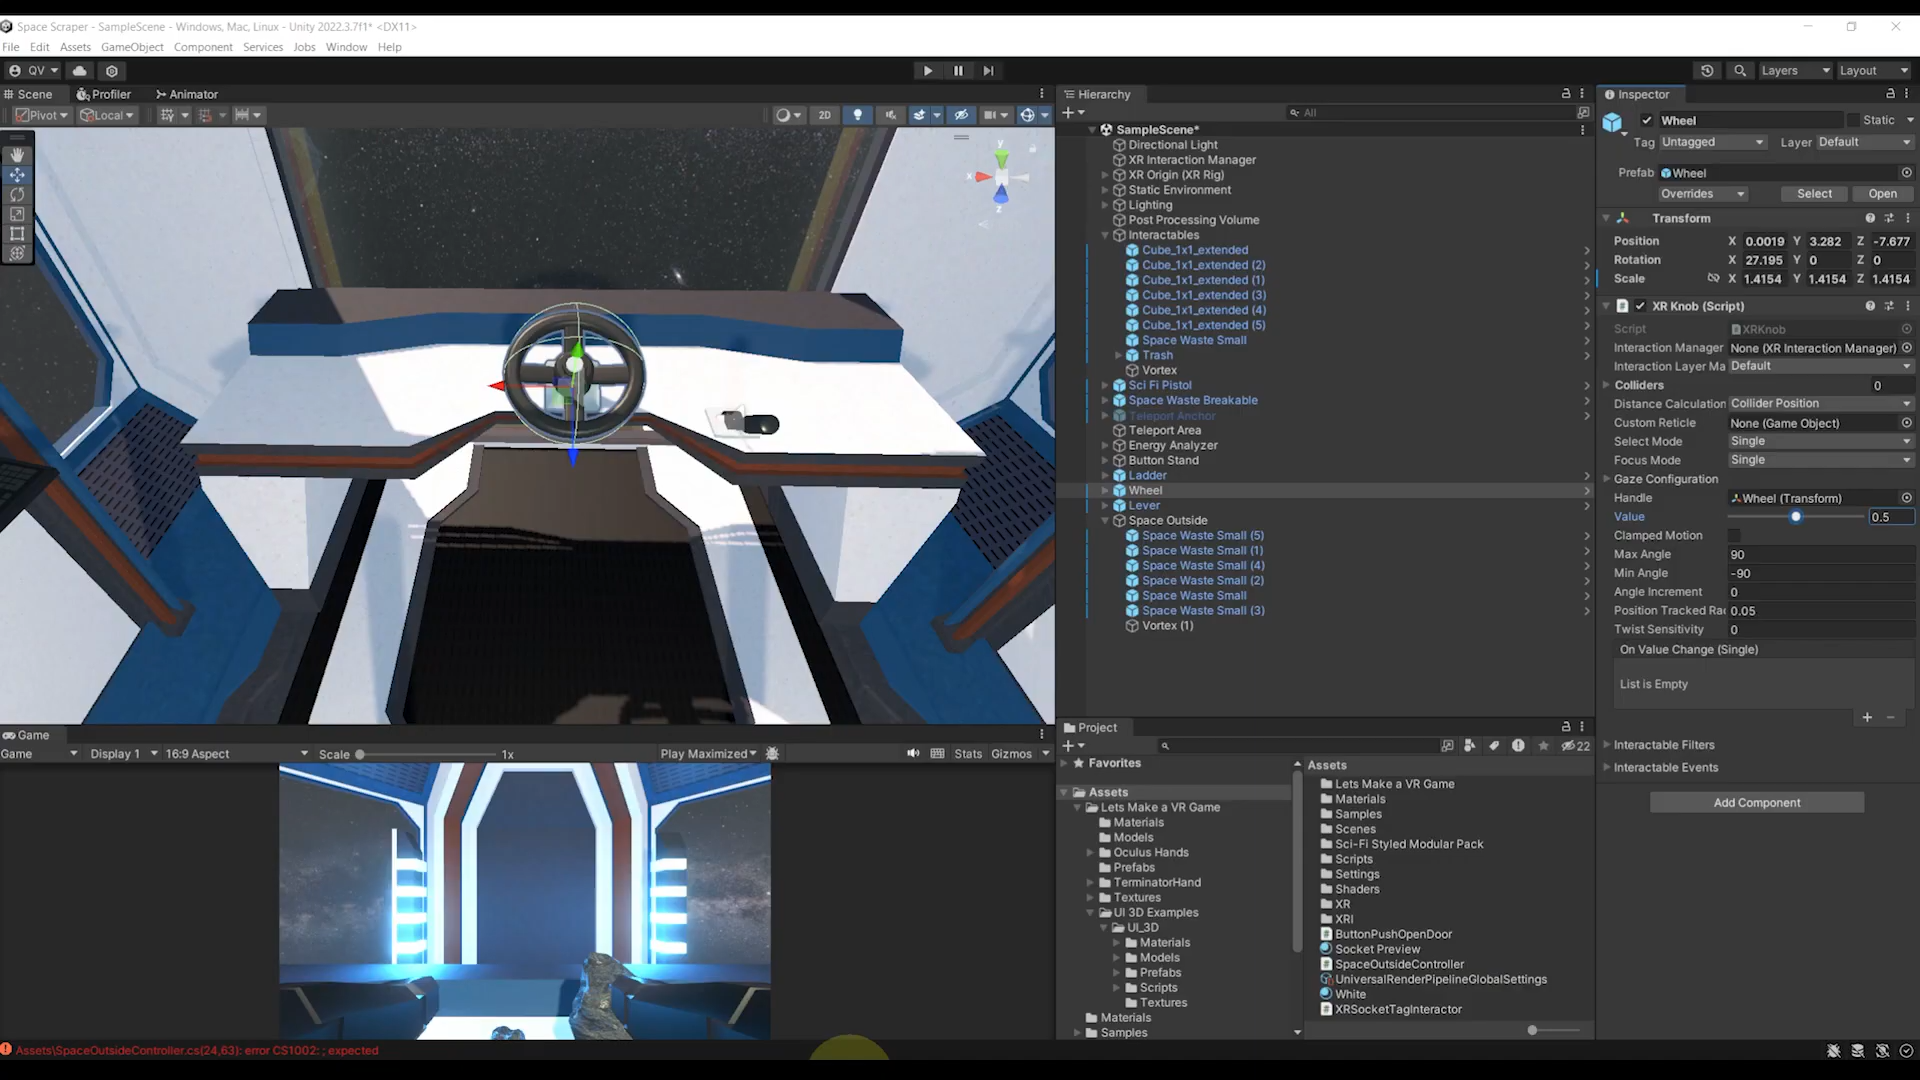 Space Scraper - SampleScene - Windows, Mac, Linux - Unity 2022.3.7f1* <DX11>
File Edit Assets GameObject Component Services Jobs Window Help
QV Layers Layout
Scene Profiler Animator
Pivot Local 2D
y
x
z
Hierarchy
All
SampleScene*
Directional Light
XR Interaction Manager
XR Origin (XR Rig)
Static Environment
Lighting
Post Processing Volume
Interactables
Cube_1x1_extended
Cube_1x1_extended (2)
Cube_1x1_extended (1)
Cube_1x1_extended (3)
Cube_1x1_extended (4)
Cube_1x1_extended (5)
Space Waste Small
Trash
Vortex
Sci Fi Pistol
Space Waste Breakable
Teleport Anchor
Teleport Area
Energy Analyzer
Button Stand
Ladder
Wheel
Lever
Space Outside
Space Waste Small (5)
Space Waste Small (1)
Space Waste Small (4)
Space Waste Small (2)
Space Waste Small
Space Waste Small (3)
Vortex (1)
Inspector
Wheel Static
Tag Untagged Layer Default
Prefab Wheel
Overrides Select Open
Transform
Position X 0.0019 Y 3.282 Z -7.677
Rotation X 27.195 Y 0 Z 0
Scale X 1.4154 Y 1.4154 Z 1.4154
XR Knob (Script)
Script XRKnob
Interaction Manager None (XR Interaction Manager)
Interaction Layer Ma Default
Colliders 0
Distance Calculation Collider Position
Custom Reticle None (Game Object)
Select Mode Single
Focus Mode Single
Gaze Configuration
Handle Wheel (Transform)
Value 0.5
Clamped Motion
Max Angle 90
Min Angle -90
Angle Increment 0
Position Tracked Rad 0.05
Twist Sensitivity 0
On Value Change (Single)
List is Empty
Interactable Filters
Interactable Events
Add Component
Game
Game Display 1 16:9 Aspect Scale 1x Play Maximized Stats Gizmos
Project
22
Favorites
Assets
Lets Make a VR Game
Materials
Models
Oculus Hands
Prefabs
TerminatorHand
Textures
UI 3D Examples
UI_3D
Materials
Models
Prefabs
Scripts
Textures
Materials
Samples
Assets
Lets Make a VR Game
Materials
Samples
Scenes
Sci-Fi Styled Modular Pack
Scripts
Settings
Shaders
XR
XRI
ButtonPushOpenDoor
Socket Preview
SpaceOutsideController
UniversalRenderPipelineGlobalSettings
White
XRSocketTagInteractor
Assets\SpaceOutsideController.cs(24,63): error CS1002: ; expected